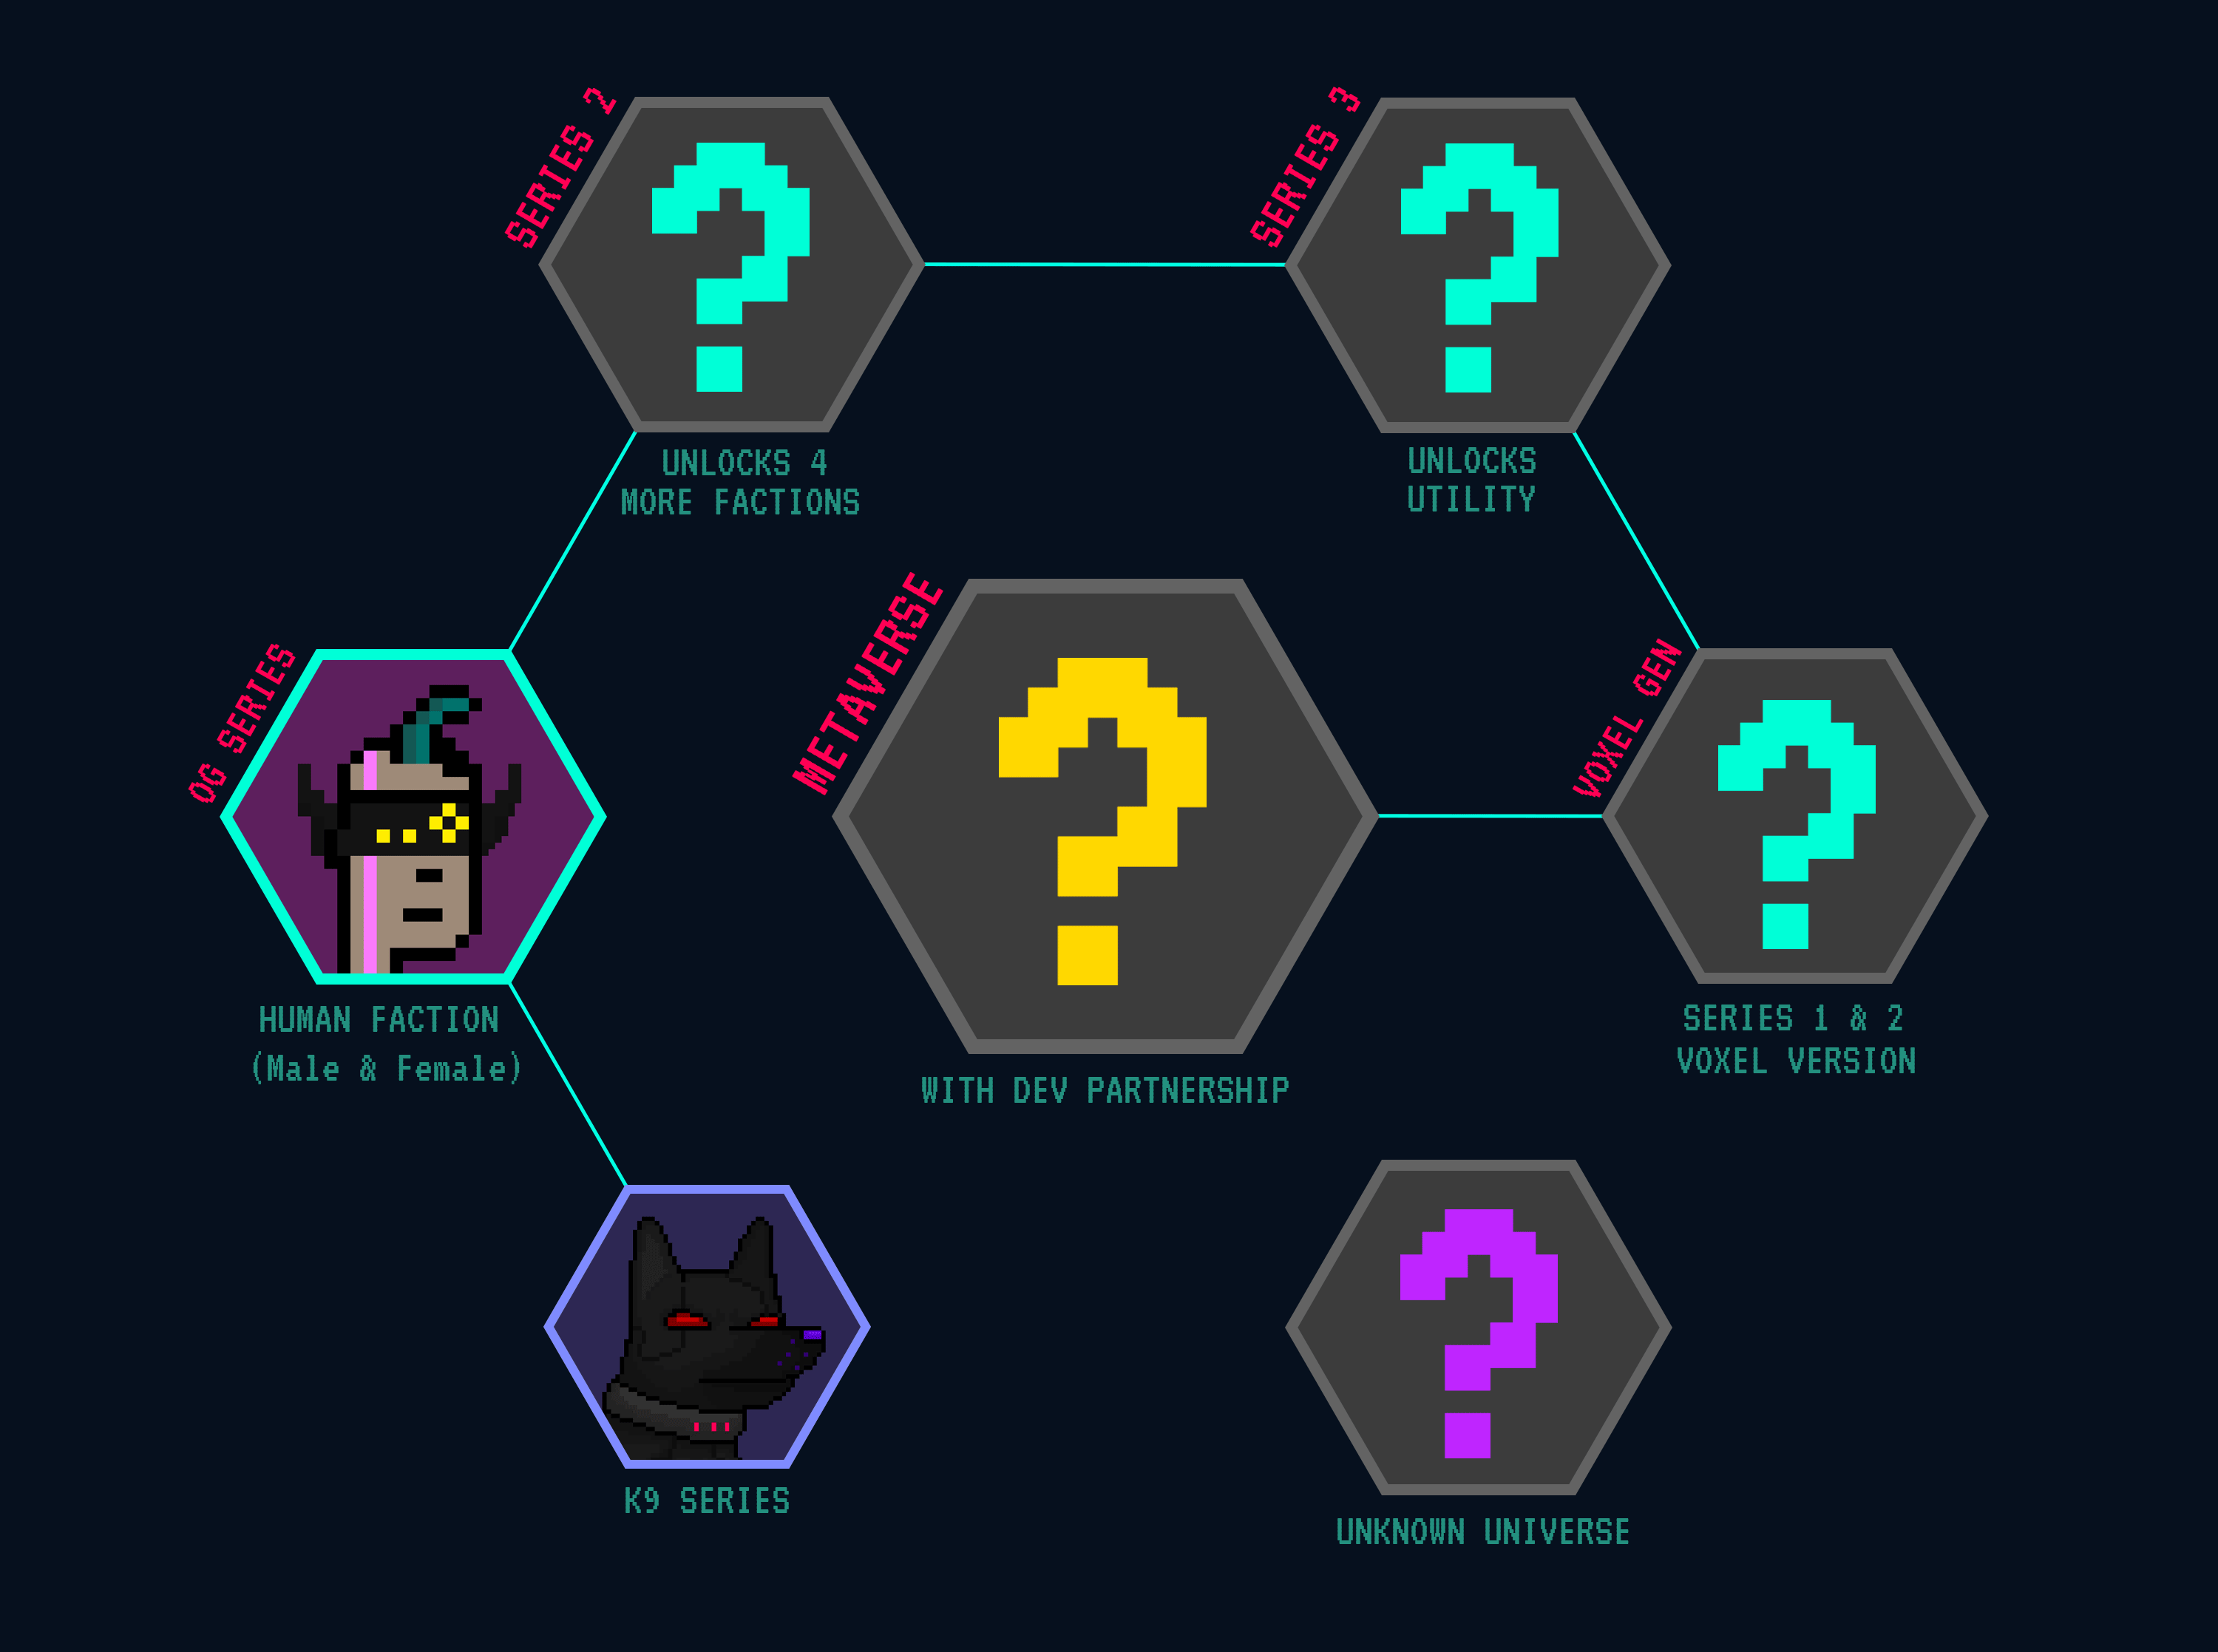 SERIES 2
UNLOCKS 4
MORE FACTIONS
SERIES 3
UNLOCKS
UTILITY
OG SERIES
HUMAN FACTION
(Male & Female)
METAVERSE
WITH DEV PARTNERSHIP
VOXEL GEN
SERIES 1 & 2
VOXEL VERSION
K9 SERIES
UNKNOWN UNIVERSE